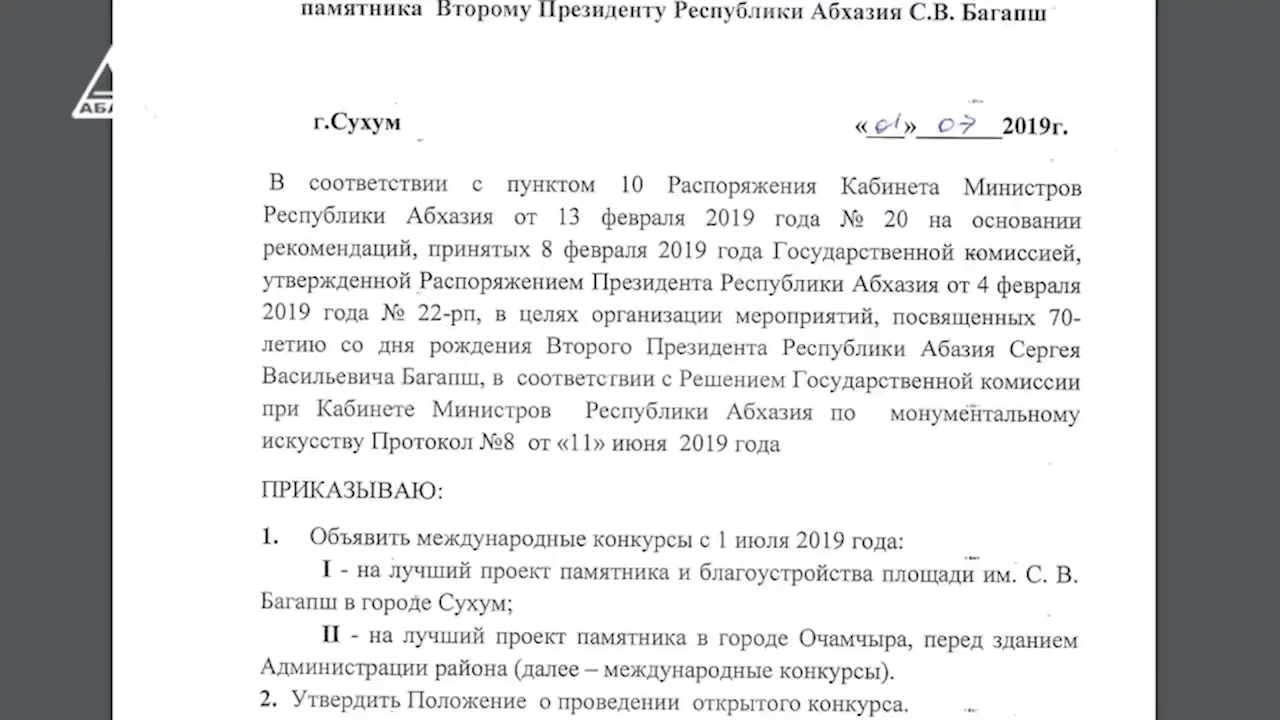 памятника Второму Президенту Республики Абхазия С.В. Багапш
г.Сухум «01» 07 2019г.
В соответствии с пунктом 10 Распоряжения Кабинета Министров
Республики Абхазия от 13 февраля 2019 года № 20 на основании
рекомендаций, принятых 8 февраля 2019 года Государственной комиссией,
утвержденной Распоряжением Президента Республики Абхазия от 4 февраля
2019 года № 22-рп, в целях организации мероприятий, посвященных 70-
летию со дня рождения Второго Президента Республики Абазия Сергея
Васильевича Багапш, в соответствии с Решением Государственной комиссии
при Кабинете Министров Республики Абхазия по монументальному
искусству Протокол №8 от «11» июня 2019 года
ПРИКАЗЫВАЮ:
1. Объявить международные конкурсы с 1 июля 2019 года:
I - на лучший проект памятника и благоустройства площади им. С. В.
Багапш в городе Сухум;
II - на лучший проект памятника в городе Очамчыра, перед зданием
Администрации района (далее – международные конкурсы).
2. Утвердить Положение о проведении открытого конкурса.